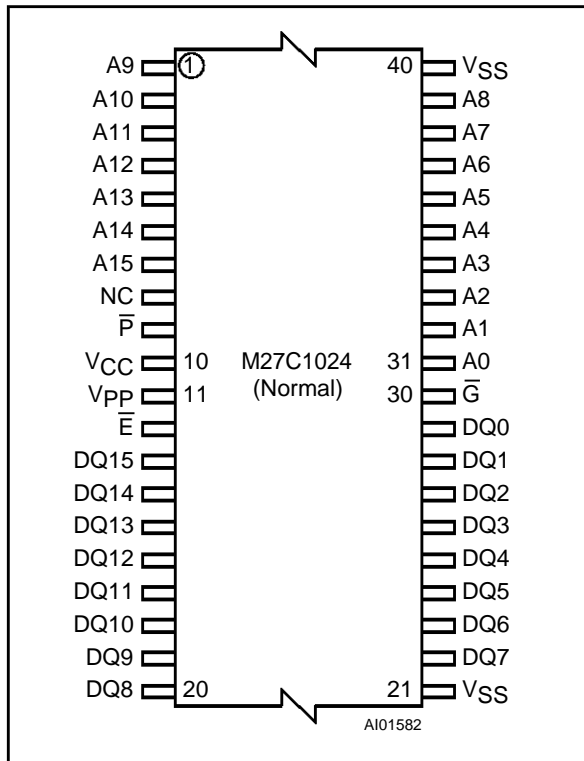 A9 1 40 VSS
A10 A8
A11 A7
A12 A6
A13 A5
A14 A4
A15 A3
NC A2
P̅ A1
VCC 10 M27C1024 31 A0
VPP 11 (Normal) 30 G̅
E̅ DQ0
DQ15 DQ1
DQ14 DQ2
DQ13 DQ3
DQ12 DQ4
DQ11 DQ5
DQ10 DQ6
DQ9 DQ7
DQ8 20 21 VSS
AI01582